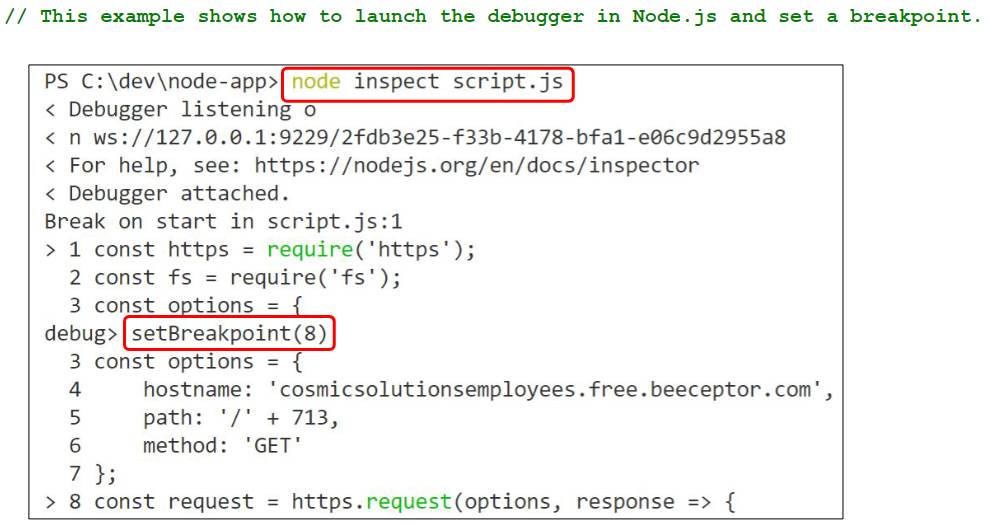 // This example shows how to launch the debugger in Node.js and set a breakpoint.
PS C:\dev\node-app> node inspect script.js
< Debugger listening o
< n ws://127.0.0.1:9229/2fdb3e25-f33b-4178-bfa1-e06c9d2955a8
< For help, see: https://nodejs.org/en/docs/inspector
< Debugger attached.
Break on start in script.js:1
> 1 const https = require('https');
  2 const fs = require('fs');
  3 const options = {
debug> setBreakpoint(8)
  3 const options = {
  4     hostname: 'cosmicsolutionsemployees.free.beeceptor.com',
  5     path: '/' + 713,
  6     method: 'GET'
  7 };
> 8 const request = https.request(options, response => {